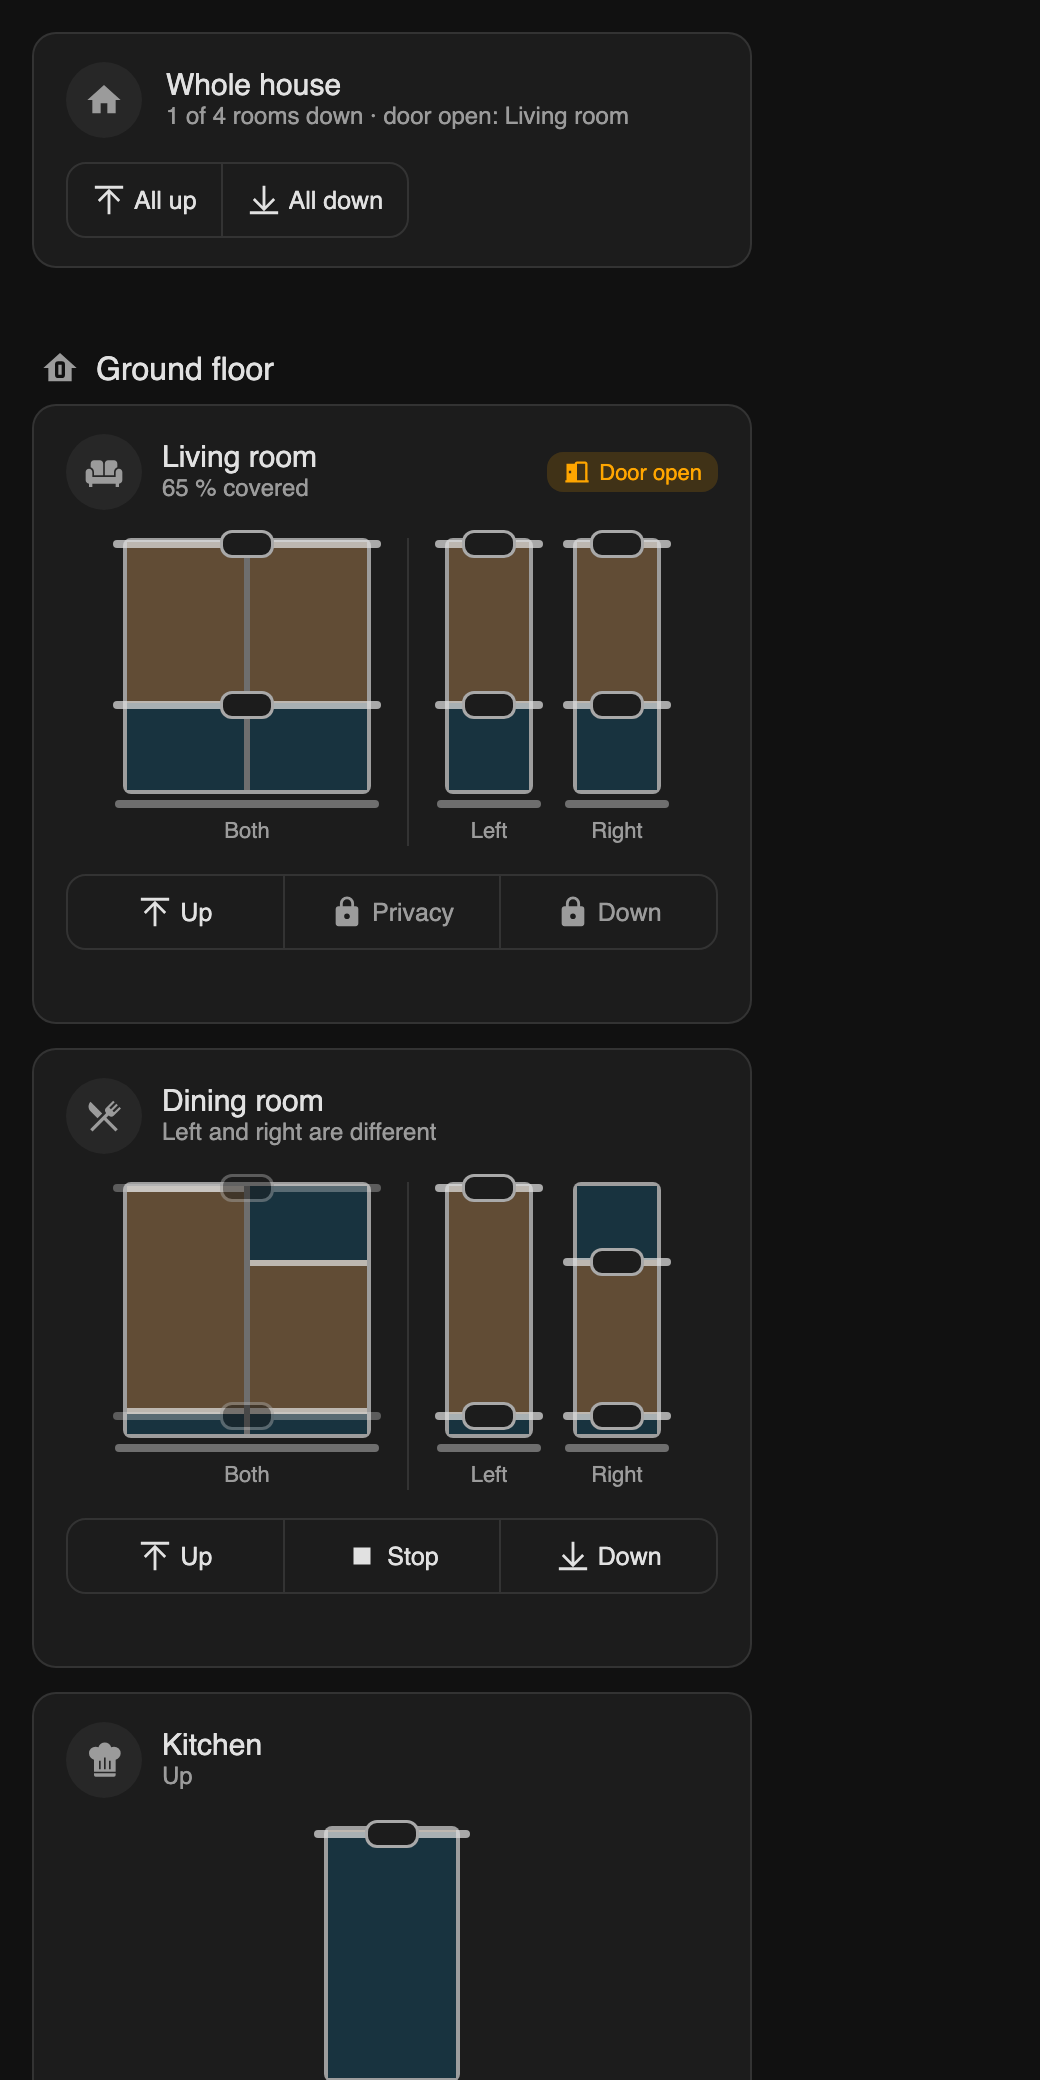 Whole house
1 of 4 rooms down · door open: Living room
All up
All down
Ground floor
Living room
65 % covered
Door open
Both
Left
Right
Up
Privacy
Down
Dining room
Left and right are different
Both
Left
Right
Up
Stop
Down
Kitchen
Up